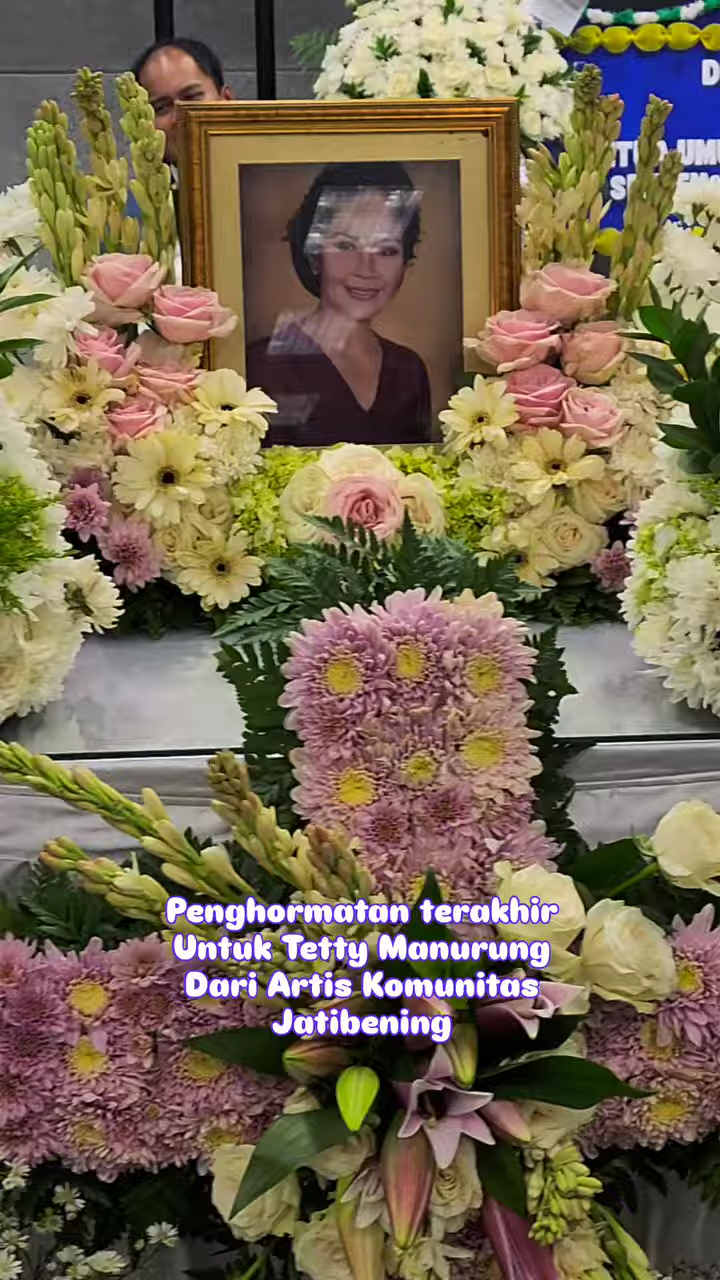 Penghormatan terakhir
Untuk Tetty Manurung
Dari Artis Komunitas
Jatibening